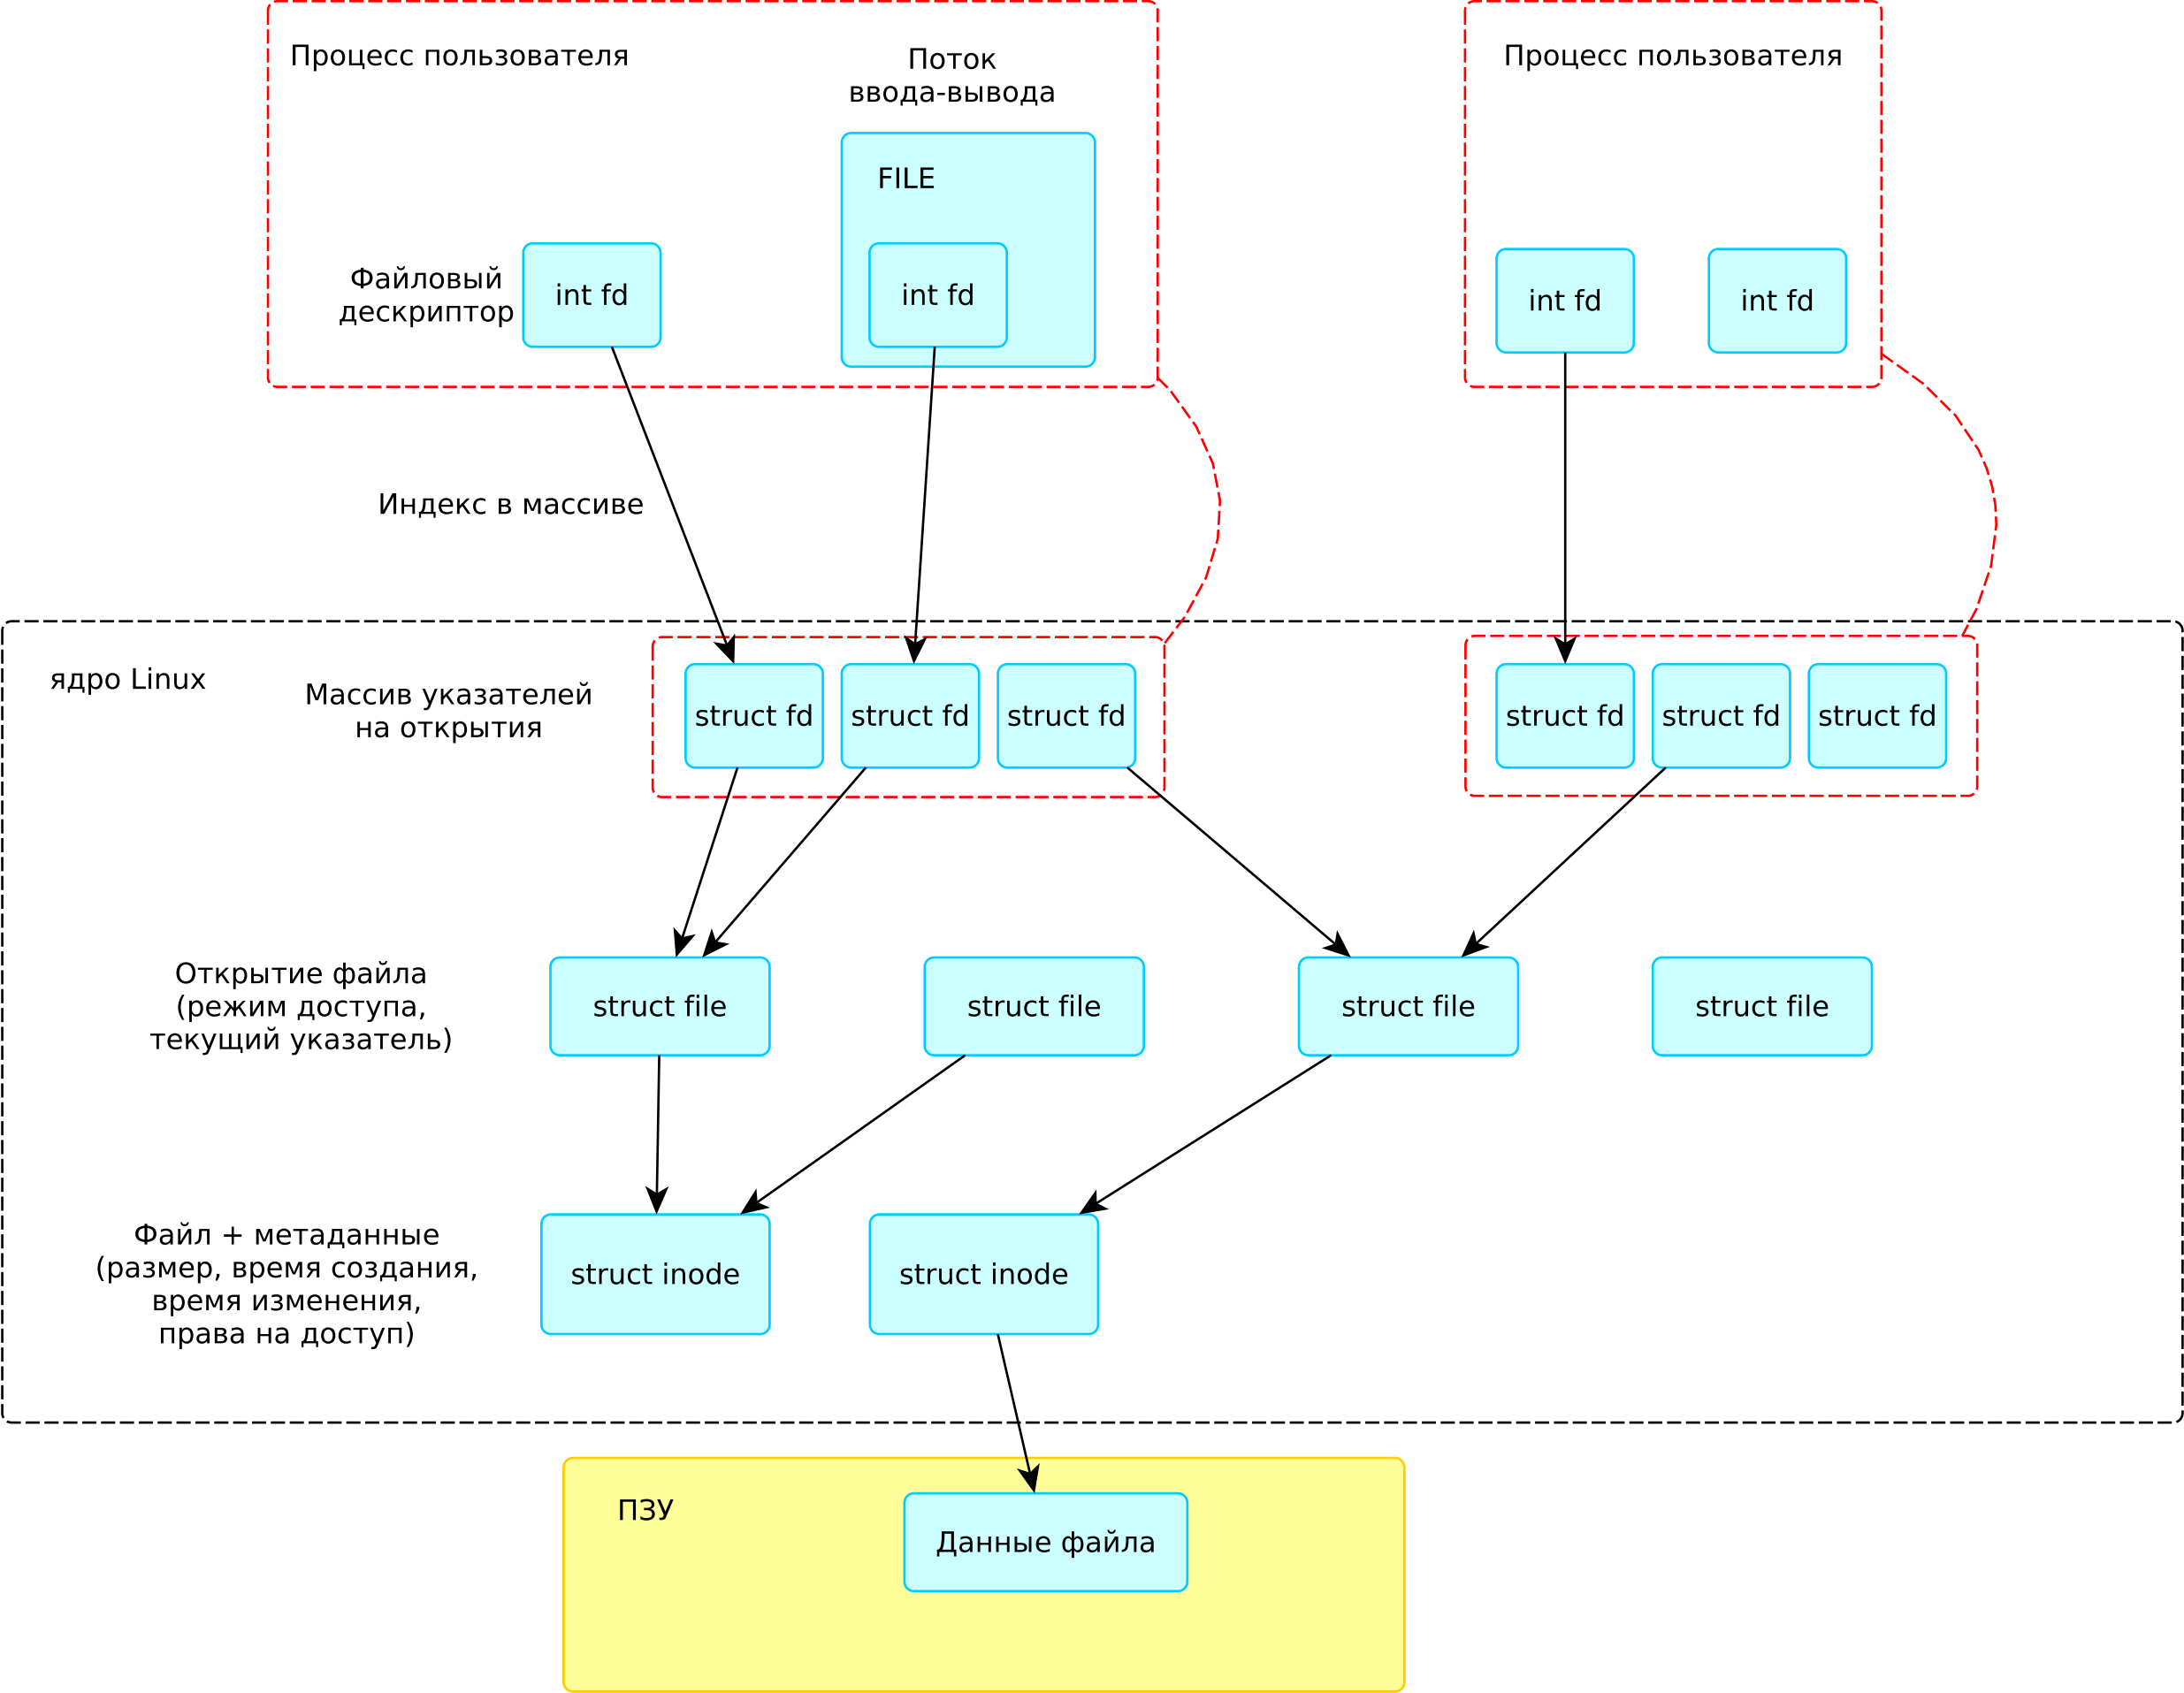 Процесс пользователя
Поток
ввода-вывода
FILE
Файловый
дескриптор
int fd
int fd
Процесс пользователя
int fd
int fd
Индекс в массиве
ядро Linux
Массив указателей
на открытия
struct fd
struct fd
struct fd
struct fd
struct fd
struct fd
Открытие файла
(режим доступа,
текущий указатель)
struct file
struct file
struct file
struct file
Файл + метаданные
(размер, время создания,
время изменения,
права на доступ)
struct inode
struct inode
ПЗУ
Данные файла